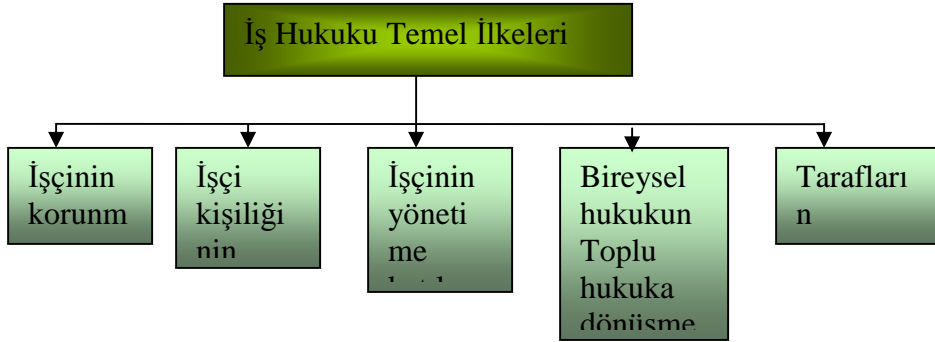 İş Hukuku Temel İlkeleri
İşçinin
korunm
İşçi
kişiliği
nin
İşçinin
yöneti
me
Bireysel
hukukun
Toplu
hukuka
dönüşme
Tarafları
n